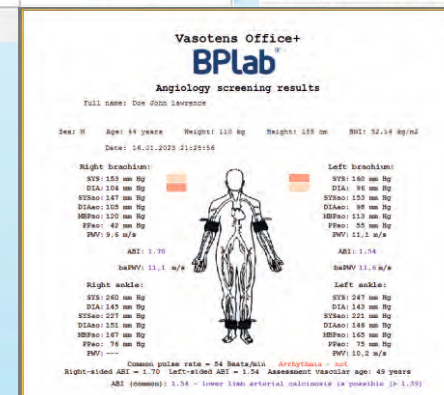 Vasotens Office+
BPLab®
Angiology screening results
Full name: Doe John Lawrence
Sex: M Age: 64 years Weight: 110 kg Height: 185 cm BMI: 32.14 kg/m2
Date: 16.01.2023 21:28:56
Right brachium:
SYS: 153 mm Hg
DIA: 104 mm Hg
SYSao: 147 mm Hg
DIAao: 105 mm Hg
MBPao: 120 mm Hg
PPao: 42 mm Hg
PWV: 9,6 m/s
ABI: 1.70
baPWV: 11,1 m/s
Right ankle:
SYS: 260 mm Hg
DIA: 145 mm Hg
SYSao: 227 mm Hg
DIAao: 151 mm Hg
MBPao: 167 mm Hg
PPao: 76 mm Hg
PWV: ---
Left brachium:
SYS: 160 mm Hg
DIA: 96 mm Hg
SYSao: 153 mm Hg
DIAao: 98 mm Hg
MBPao: 113 mm Hg
PPao: 55 mm Hg
PWV: 11,1 m/s
ABI: 1.54
baPWV 11,6 m/s
Left ankle:
SYS: 247 mm Hg
DIA: 143 mm Hg
SYSao: 221 mm Hg
DIAao: 146 mm Hg
MBPao: 165 mm Hg
PPao: 75 mm Hg
PWV: 10,2 m/s
Common pulse rate = 54 Beats/min Arrhythmia - not
Right-sided ABI = 1.70 Left-sided ABI = 1.54 Assessment vascular age: 49 years
ABI (common): 1.54 - lower limb arterial calcinosis is possible (> 1.39)